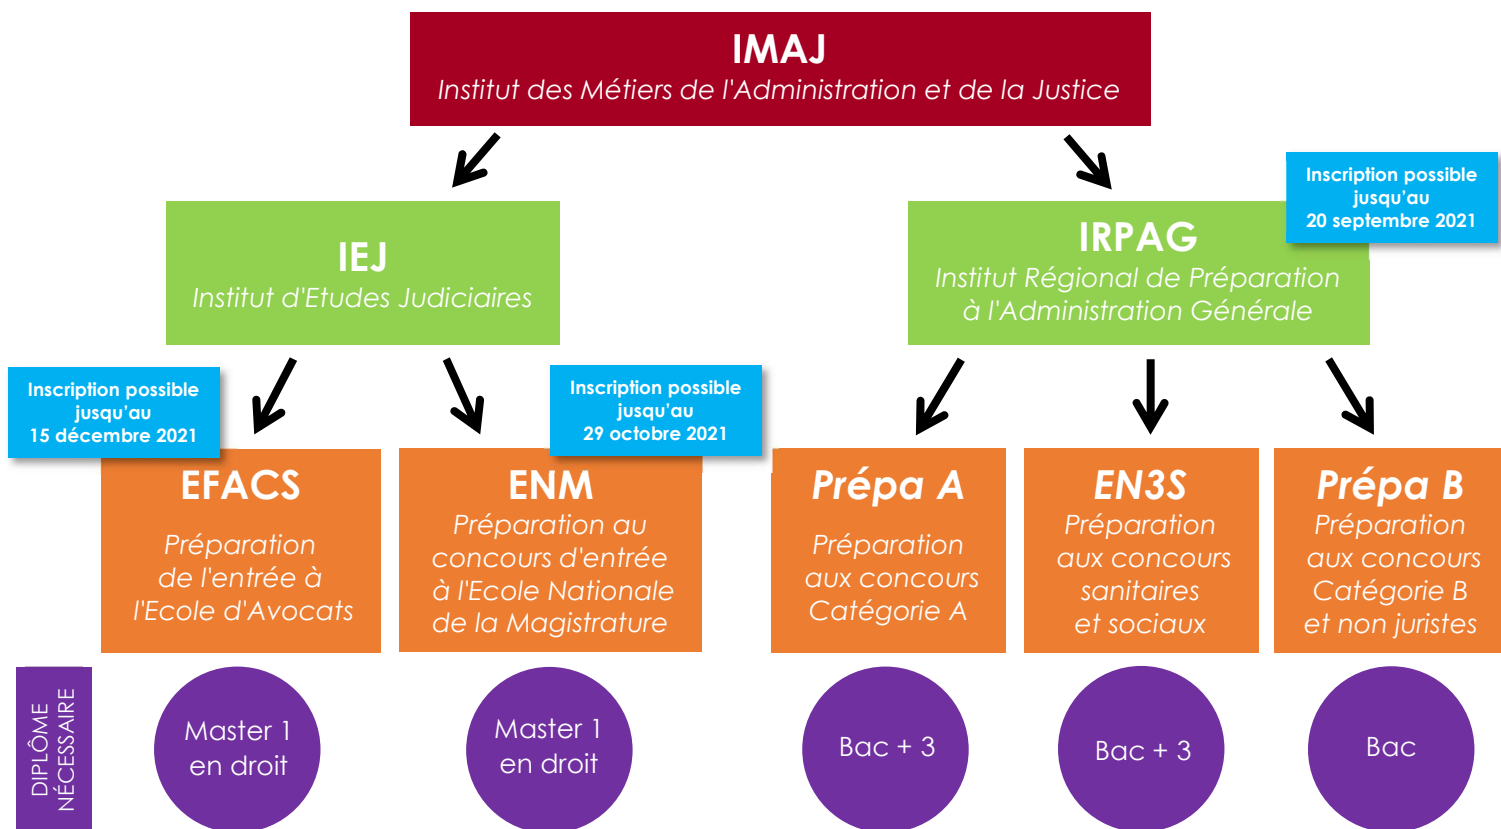 IMAJ
Institut des Métiers de l'Administration et de la Justice
Inscription possible
jusqu'au
20 septembre 2021
IEJ
Institut d'Etudes Judiciaires
IRPAG
Institut Régional de Préparation
à l'Administration Générale
Inscription possible
jusqu'au
15 décembre 2021
Inscription possible
jusqu'au
29 octobre 2021
EFACS
Préparation
de l'entrée à
l'Ecole d'Avocats
ENM
Préparation au
concours d'entrée
à l'Ecole Nationale
de la Magistrature
Prépa A
Préparation
aux concours
Catégorie A
EN3S
Préparation
aux concours
sanitaires
et sociaux
Prépa B
Préparation
aux concours
Catégorie B
et non juristes
DIPLÔME
NÉCESSAIRE
Master 1
en droit
Master 1
en droit
Bac + 3
Bac + 3
Bac